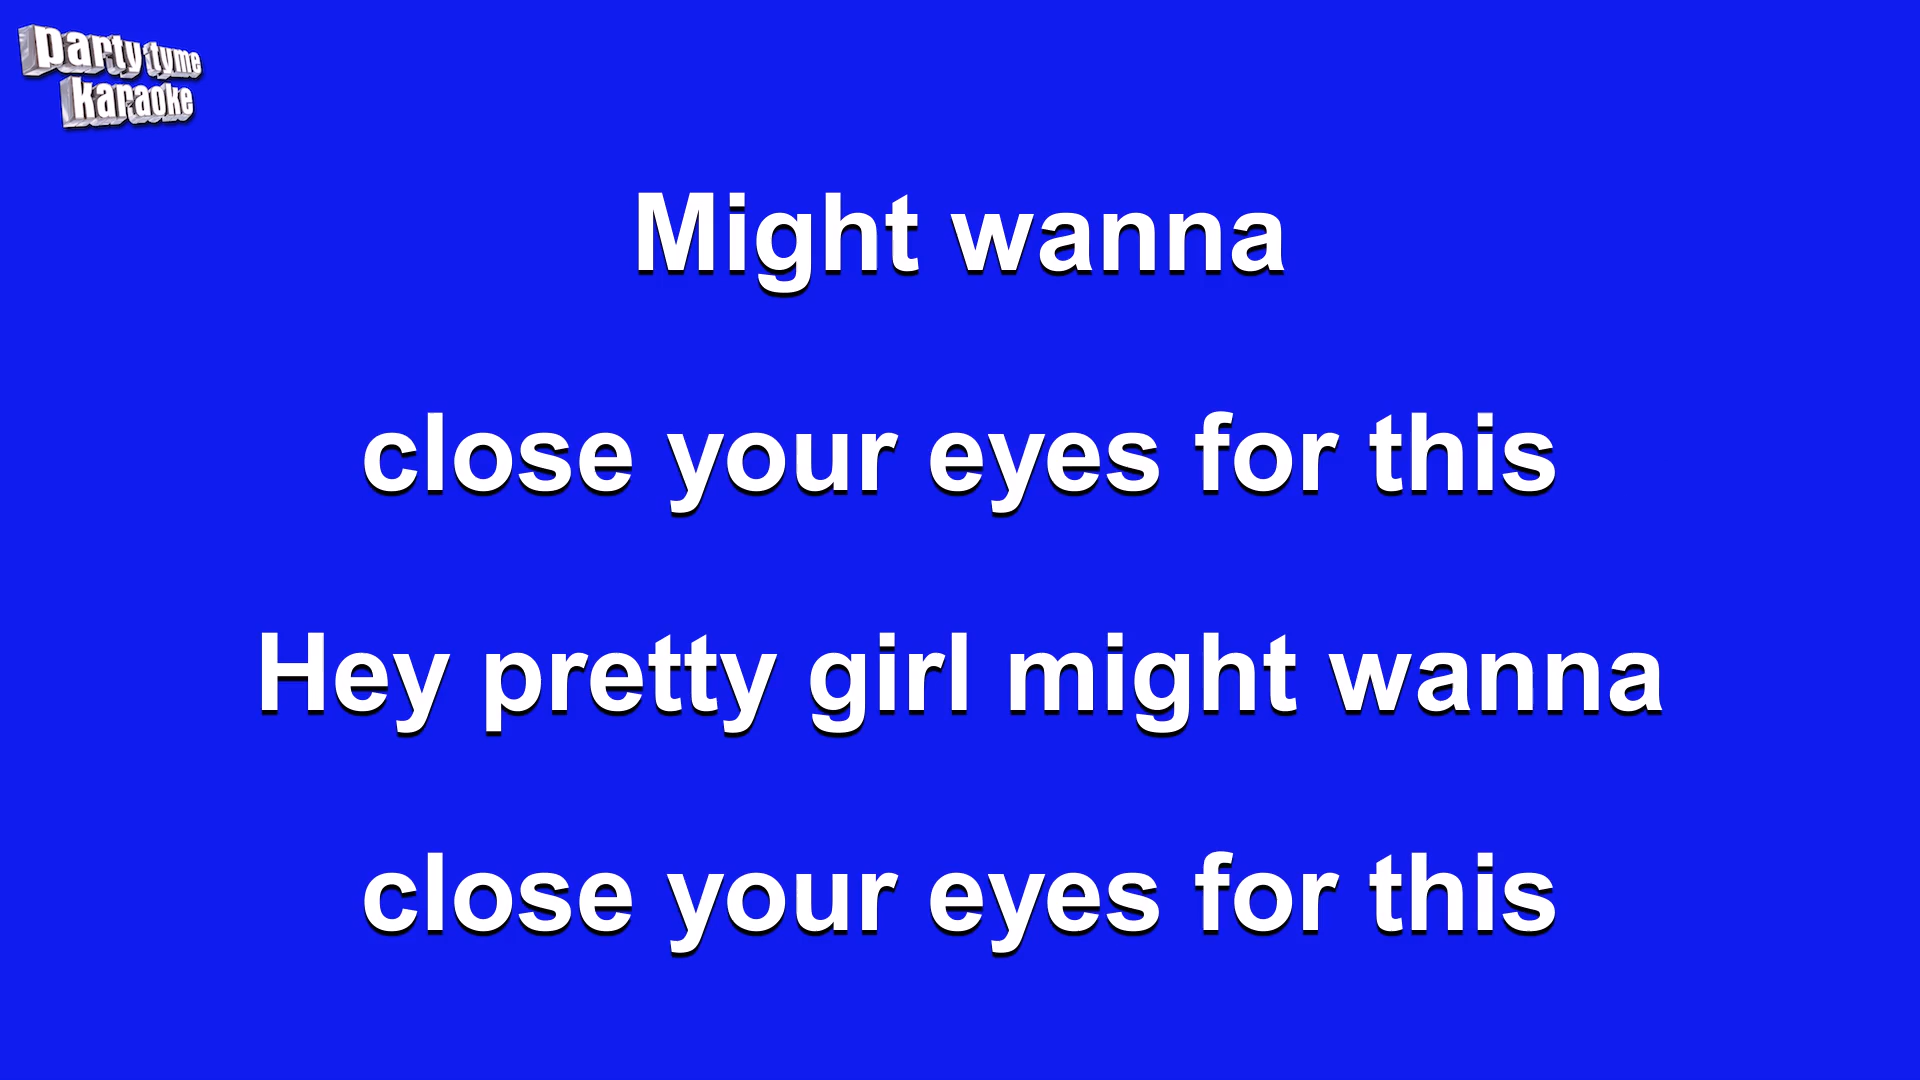 party tyme
karaoke
Might wanna
close your eyes for this
Hey pretty girl might wanna
close your eyes for this